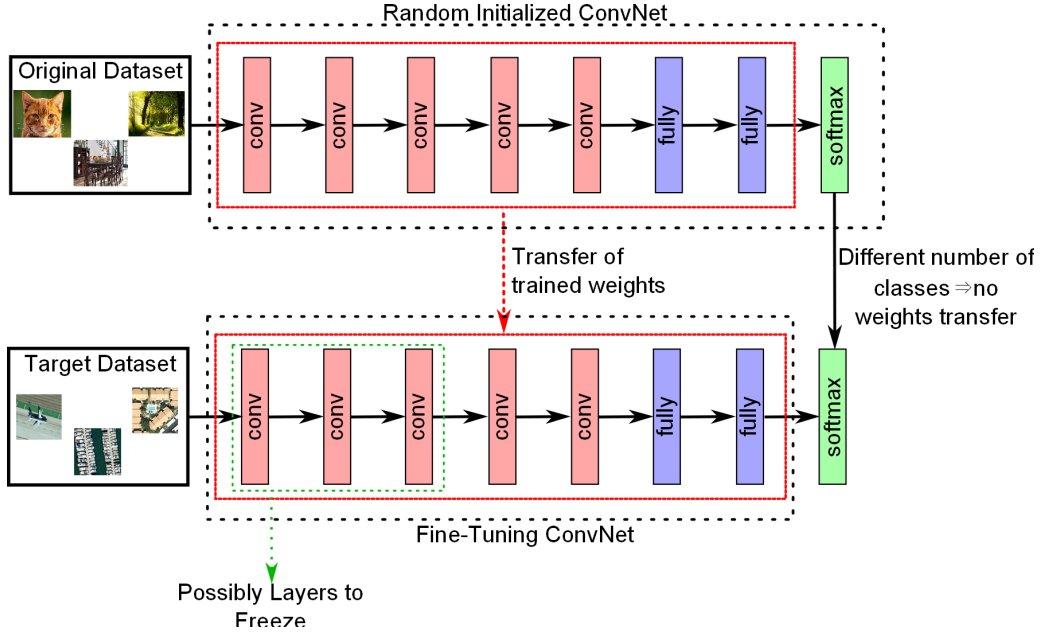 Random Initialized ConvNet
Original Dataset
conv
conv
conv
conv
conv
fully
fully
softmax
Transfer of
trained weights
Different number of
classes ⇒no
weights transfer
Target Dataset
conv
conv
conv
conv
conv
fully
fully
softmax
Fine-Tuning ConvNet
Possibly Layers to
Freeze